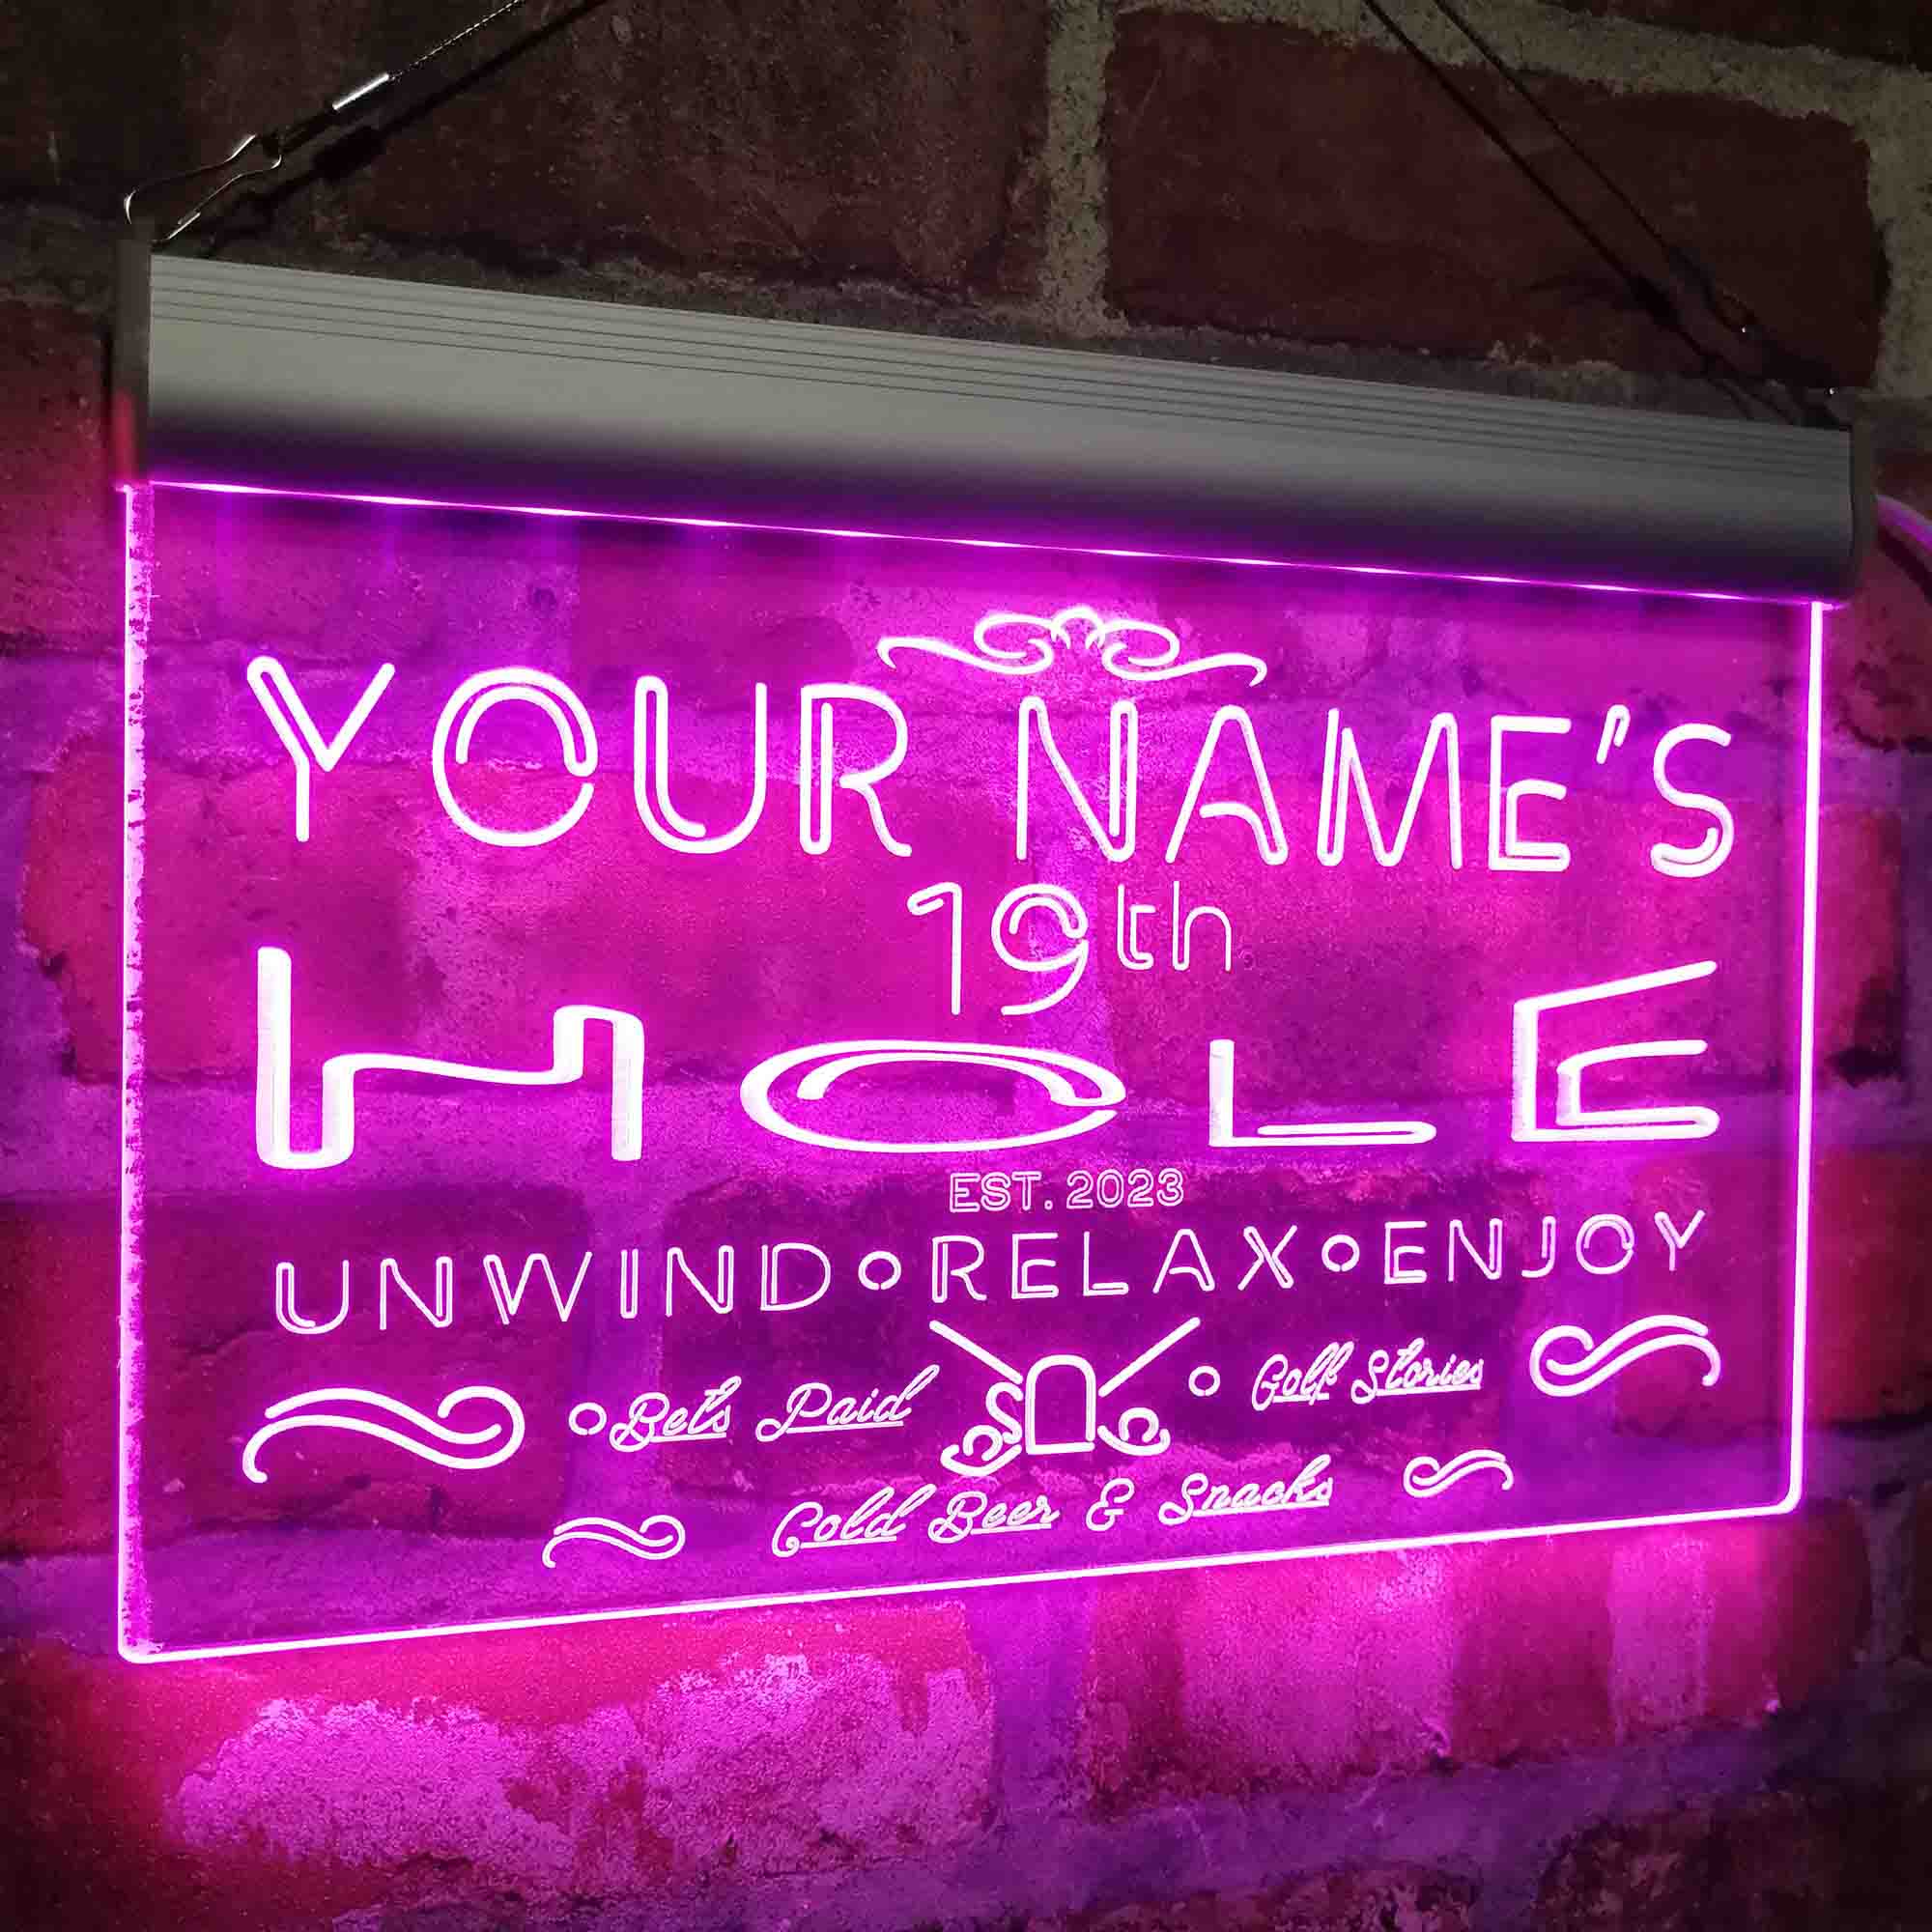 YOUR NAME'S
19th
HOLE
EST. 2023
UNWIND • RELAX • ENJOY
Bets Paid Golf Stories
Cold Beer & Snacks